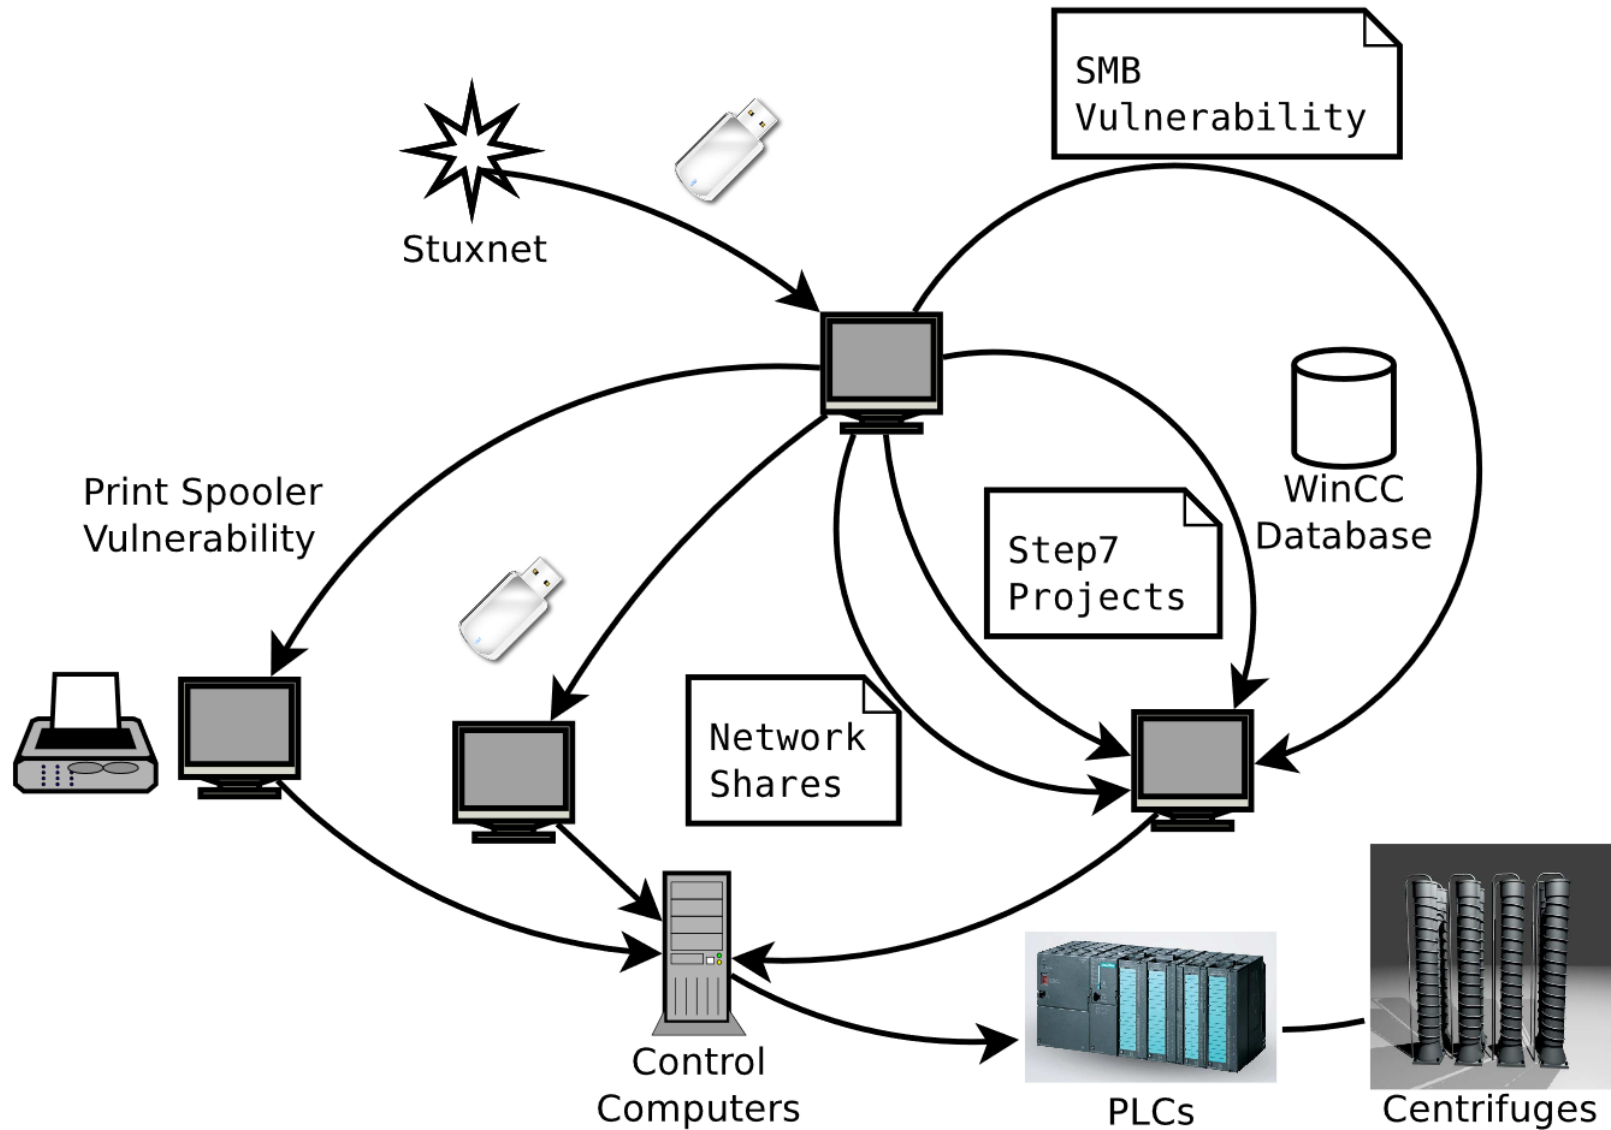 SMB
Vulnerability
Stuxnet
Print Spooler
Vulnerability
WinCC
Database
Step7
Projects
Network
Shares
Control
Computers
PLCs
Centrifuges